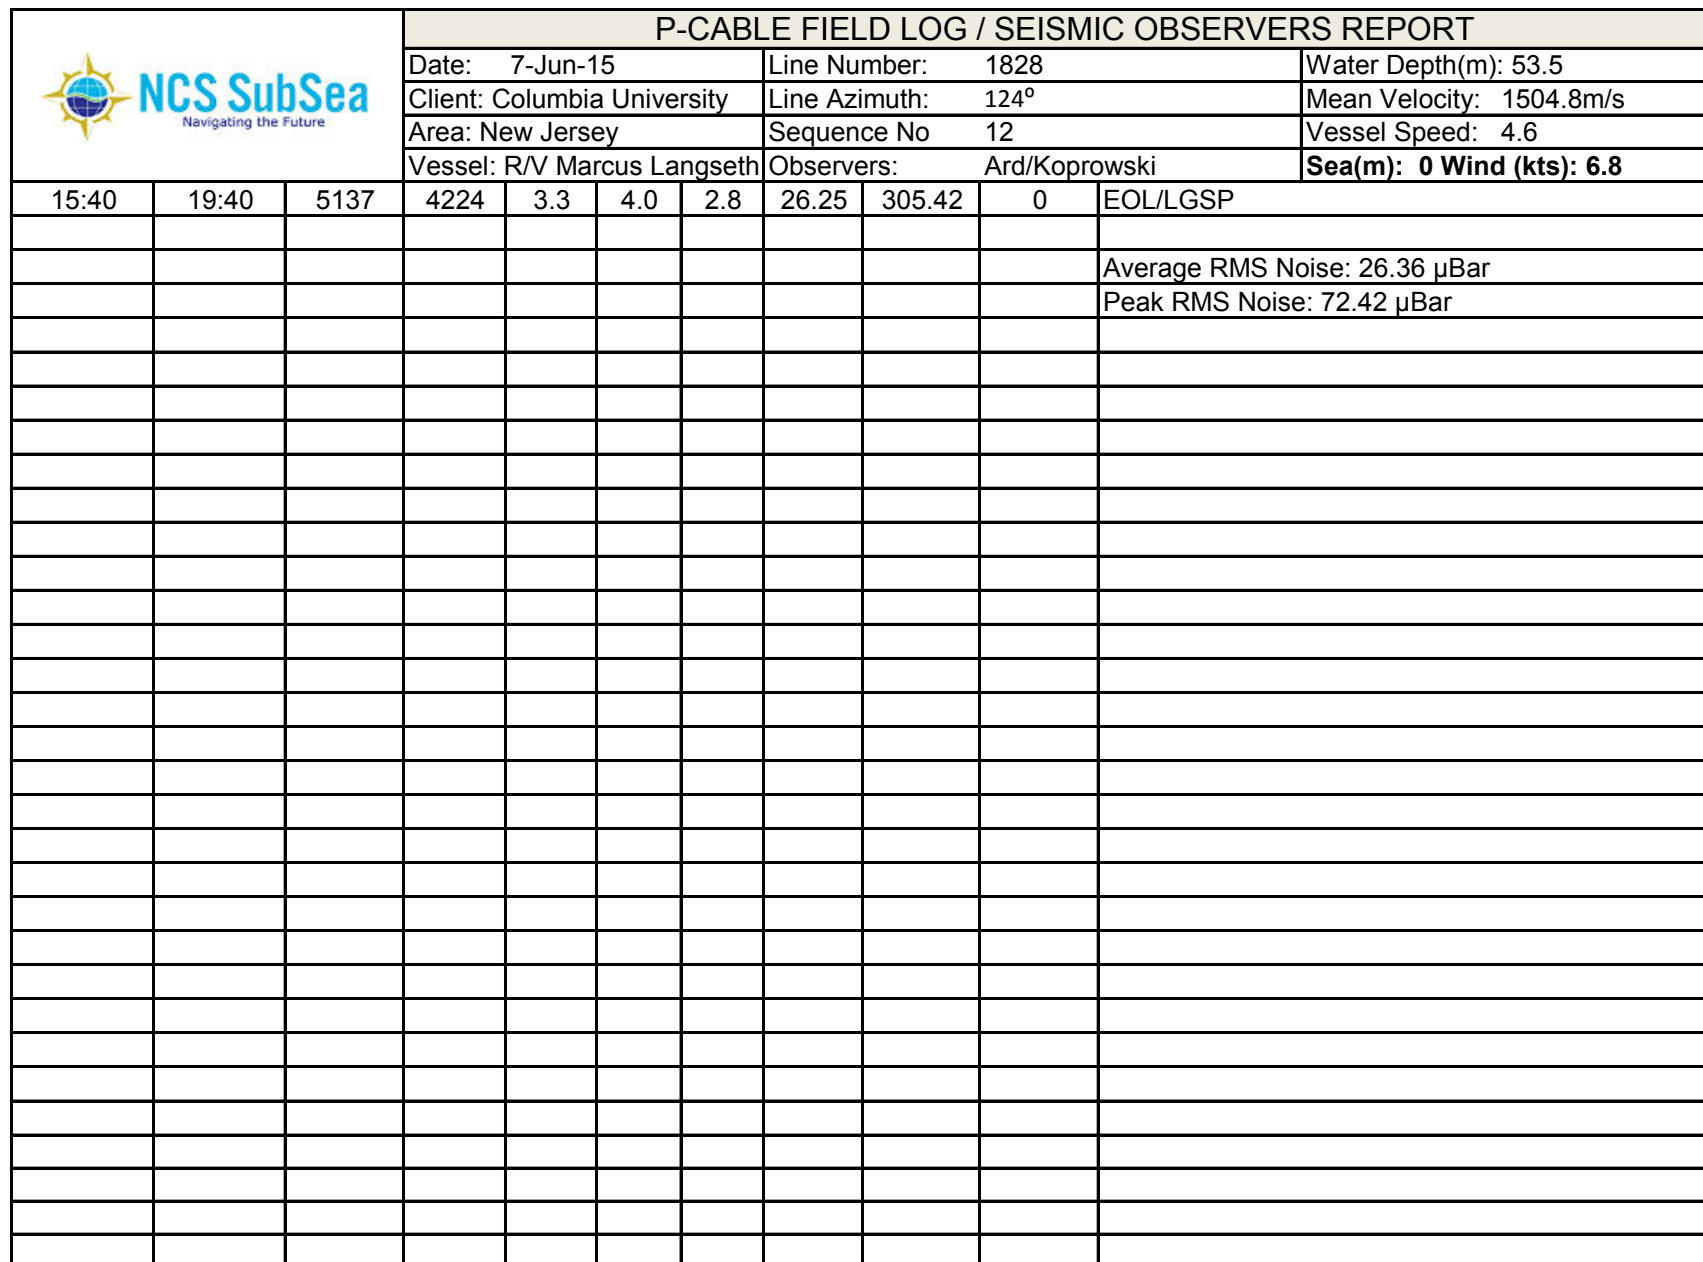 P-CABLE FIELD LOG / SEISMIC OBSERVERS REPORT
NCS SubSea
Navigating the Future
Date: 7-Jun-15 Line Number: 1828 Water Depth(m): 53.5
Client: Columbia University Line Azimuth: 124⁰ Mean Velocity: 1504.8m/s
Area: New Jersey Sequence No 12 Vessel Speed: 4.6
Vessel: R/V Marcus Langseth Observers: Ard/Koprowski Sea(m): 0 Wind (kts): 6.8
15:40 19:40 5137 4224 3.3 4.0 2.8 26.25 305.42 0 EOL/LGSP
Average RMS Noise: 26.36 µBar
Peak RMS Noise: 72.42 µBar